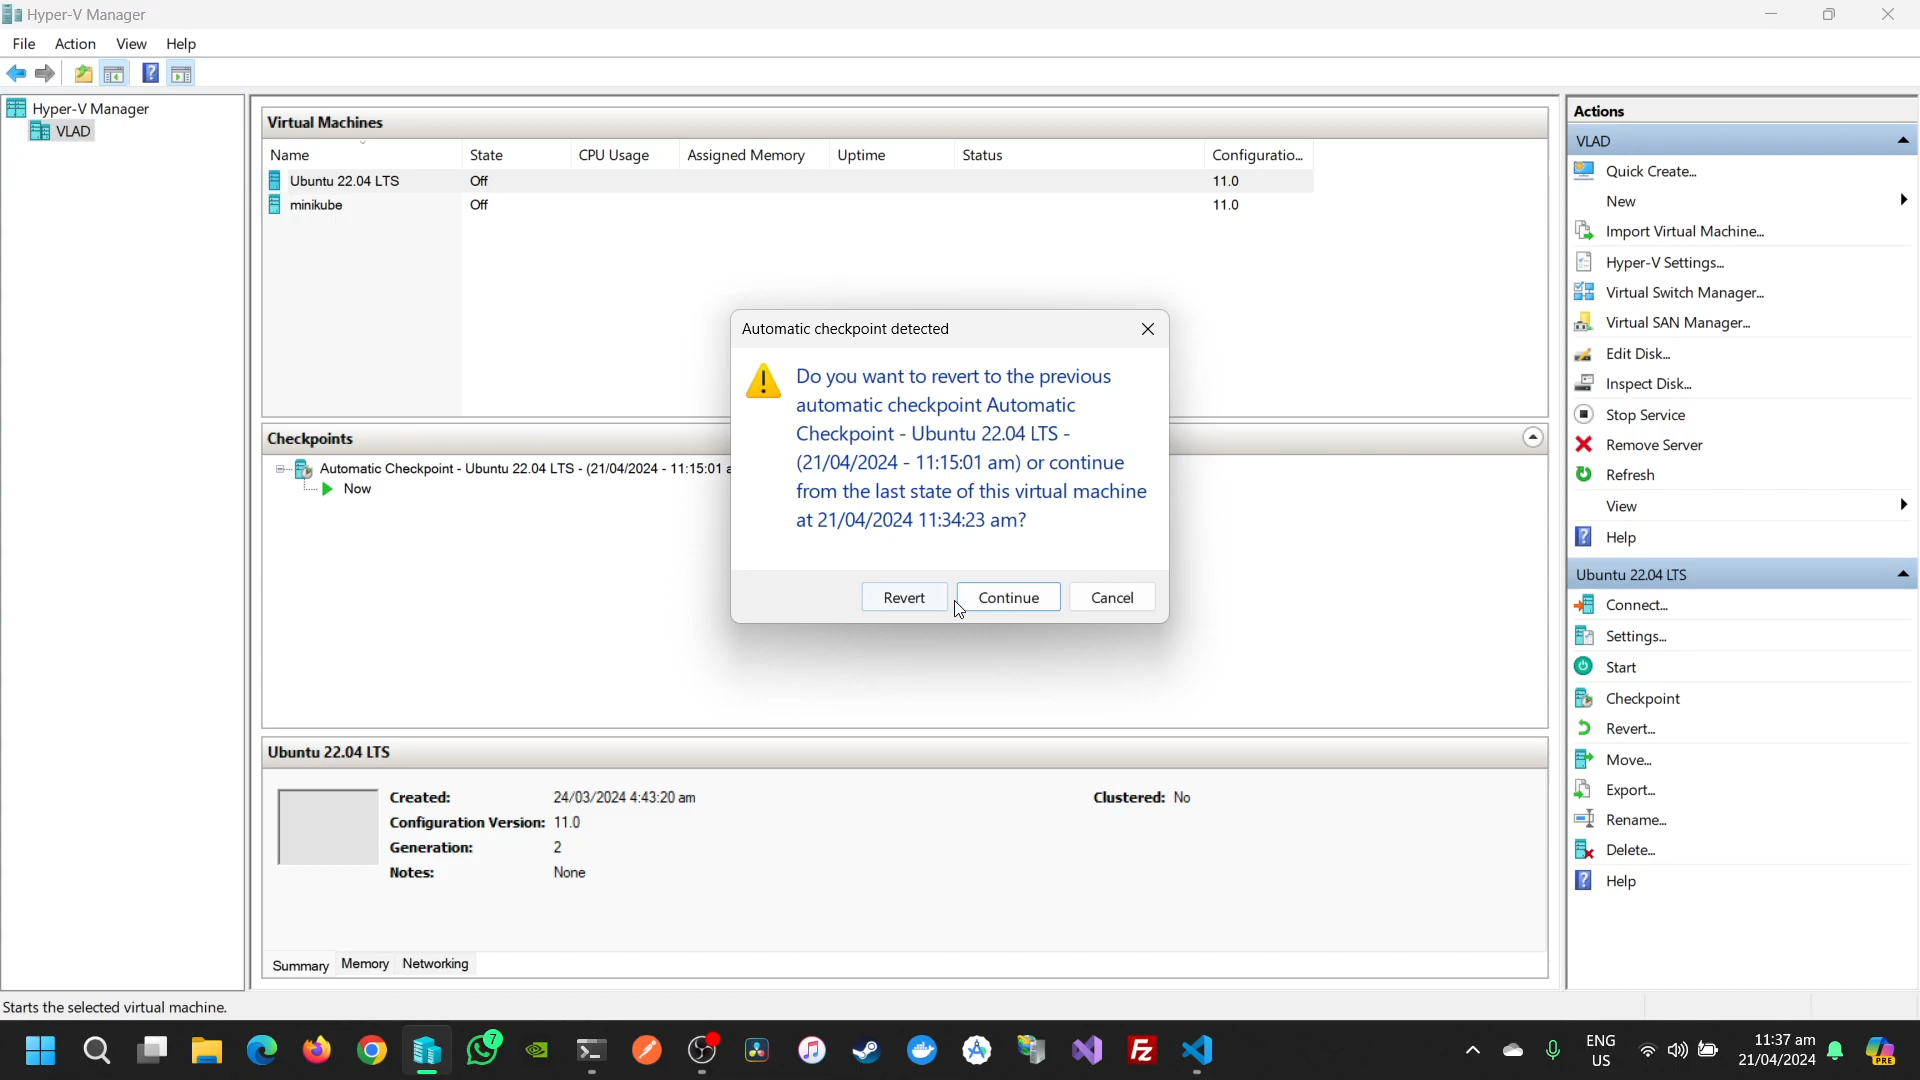 Hyper-V Manager
File Action View Help
Hyper-V Manager
VLAD
Virtual Machines
Name State CPU Usage Assigned Memory Uptime Status Configuratio...
Ubuntu 22.04 LTS Off 11.0
minikube Off 11.0
Checkpoints
Automatic Checkpoint - Ubuntu 22.04 LTS - (21/04/2024 - 11:15:01
Now
Automatic checkpoint detected
Do you want to revert to the previous
automatic checkpoint Automatic
Checkpoint - Ubuntu 22.04 LTS -
(21/04/2024 - 11:15:01 am) or continue
from the last state of this virtual machine
at 21/04/2024 11:34:23 am?
Revert Continue Cancel
Ubuntu 22.04 LTS
Created: 24/03/2024 4:43:20 am Clustered: No
Configuration Version: 11.0
Generation: 2
Notes: None
Summary Memory Networking
Actions
VLAD
Quick Create...
New
Import Virtual Machine...
Hyper-V Settings...
Virtual Switch Manager...
Virtual SAN Manager...
Edit Disk...
Inspect Disk...
Stop Service
Remove Server
Refresh
View
Help
Ubuntu 22.04 LTS
Connect...
Settings...
Start
Checkpoint
Revert...
Move...
Export...
Rename...
Delete...
Help
Starts the selected virtual machine.
7
ENG
US
11:37 am
21/04/2024
PRE